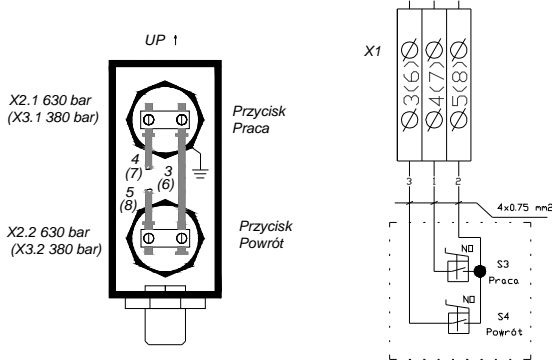 UP ↑
X2.1 630 bar
(X3.1 380 bar)
Przycisk
Praca
4
(7)
3
(6)
5
(8)
X2.2 630 bar
(X3.2 380 bar)
Przycisk
Powrót
X1
3(6)
4(7)
5(8)
3
1
2
4x0.75 mm2
NO
S3
Praca
NO
S4
Powrót